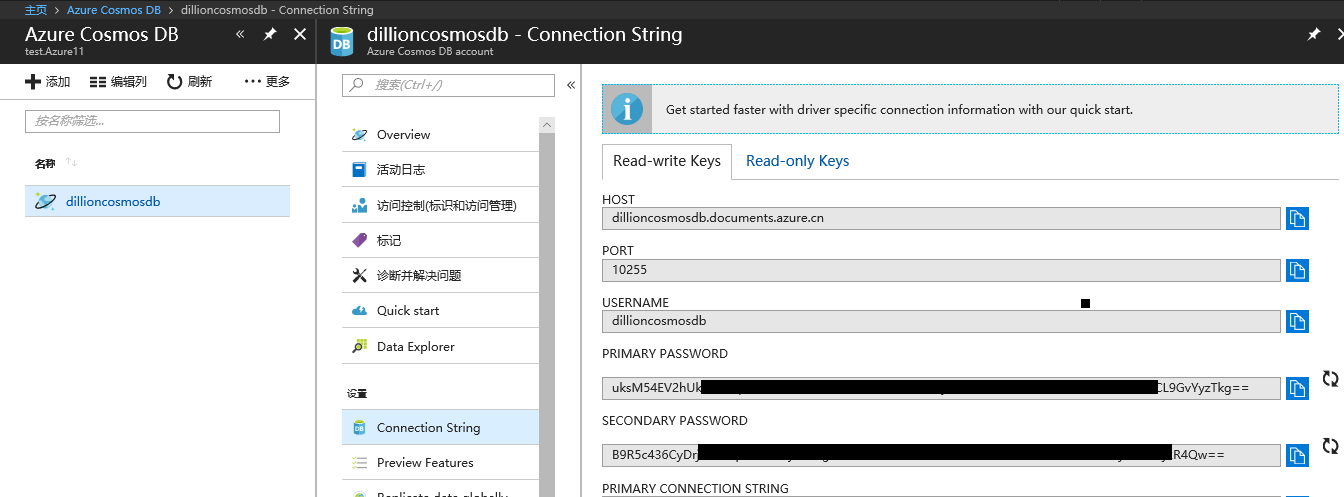 主页 > Azure Cosmos DB > dillioncosmosdb - Connection String
Azure Cosmos DB
test.Azure11
添加 编辑列 刷新 更多
按名称筛选...
名称
dillioncosmosdb
dillioncosmosdb - Connection String
Azure Cosmos DB account
搜索(Ctrl+/)
Overview
活动日志
访问控制(标识和访问管理)
标记
诊断并解决问题
Quick start
Data Explorer
设置
Connection String
Preview Features
Replicate data globally
Get started faster with driver specific connection information with our quick start.
Read-write Keys
Read-only Keys
HOST
dillioncosmosdb.documents.azure.cn
PORT
10255
USERNAME
dillioncosmosdb
PRIMARY PASSWORD
uksM54EV2hUk CL9GvYyzTkg==
SECONDARY PASSWORD
B9R5c436CyDr R4Qw==
PRIMARY CONNECTION STRING